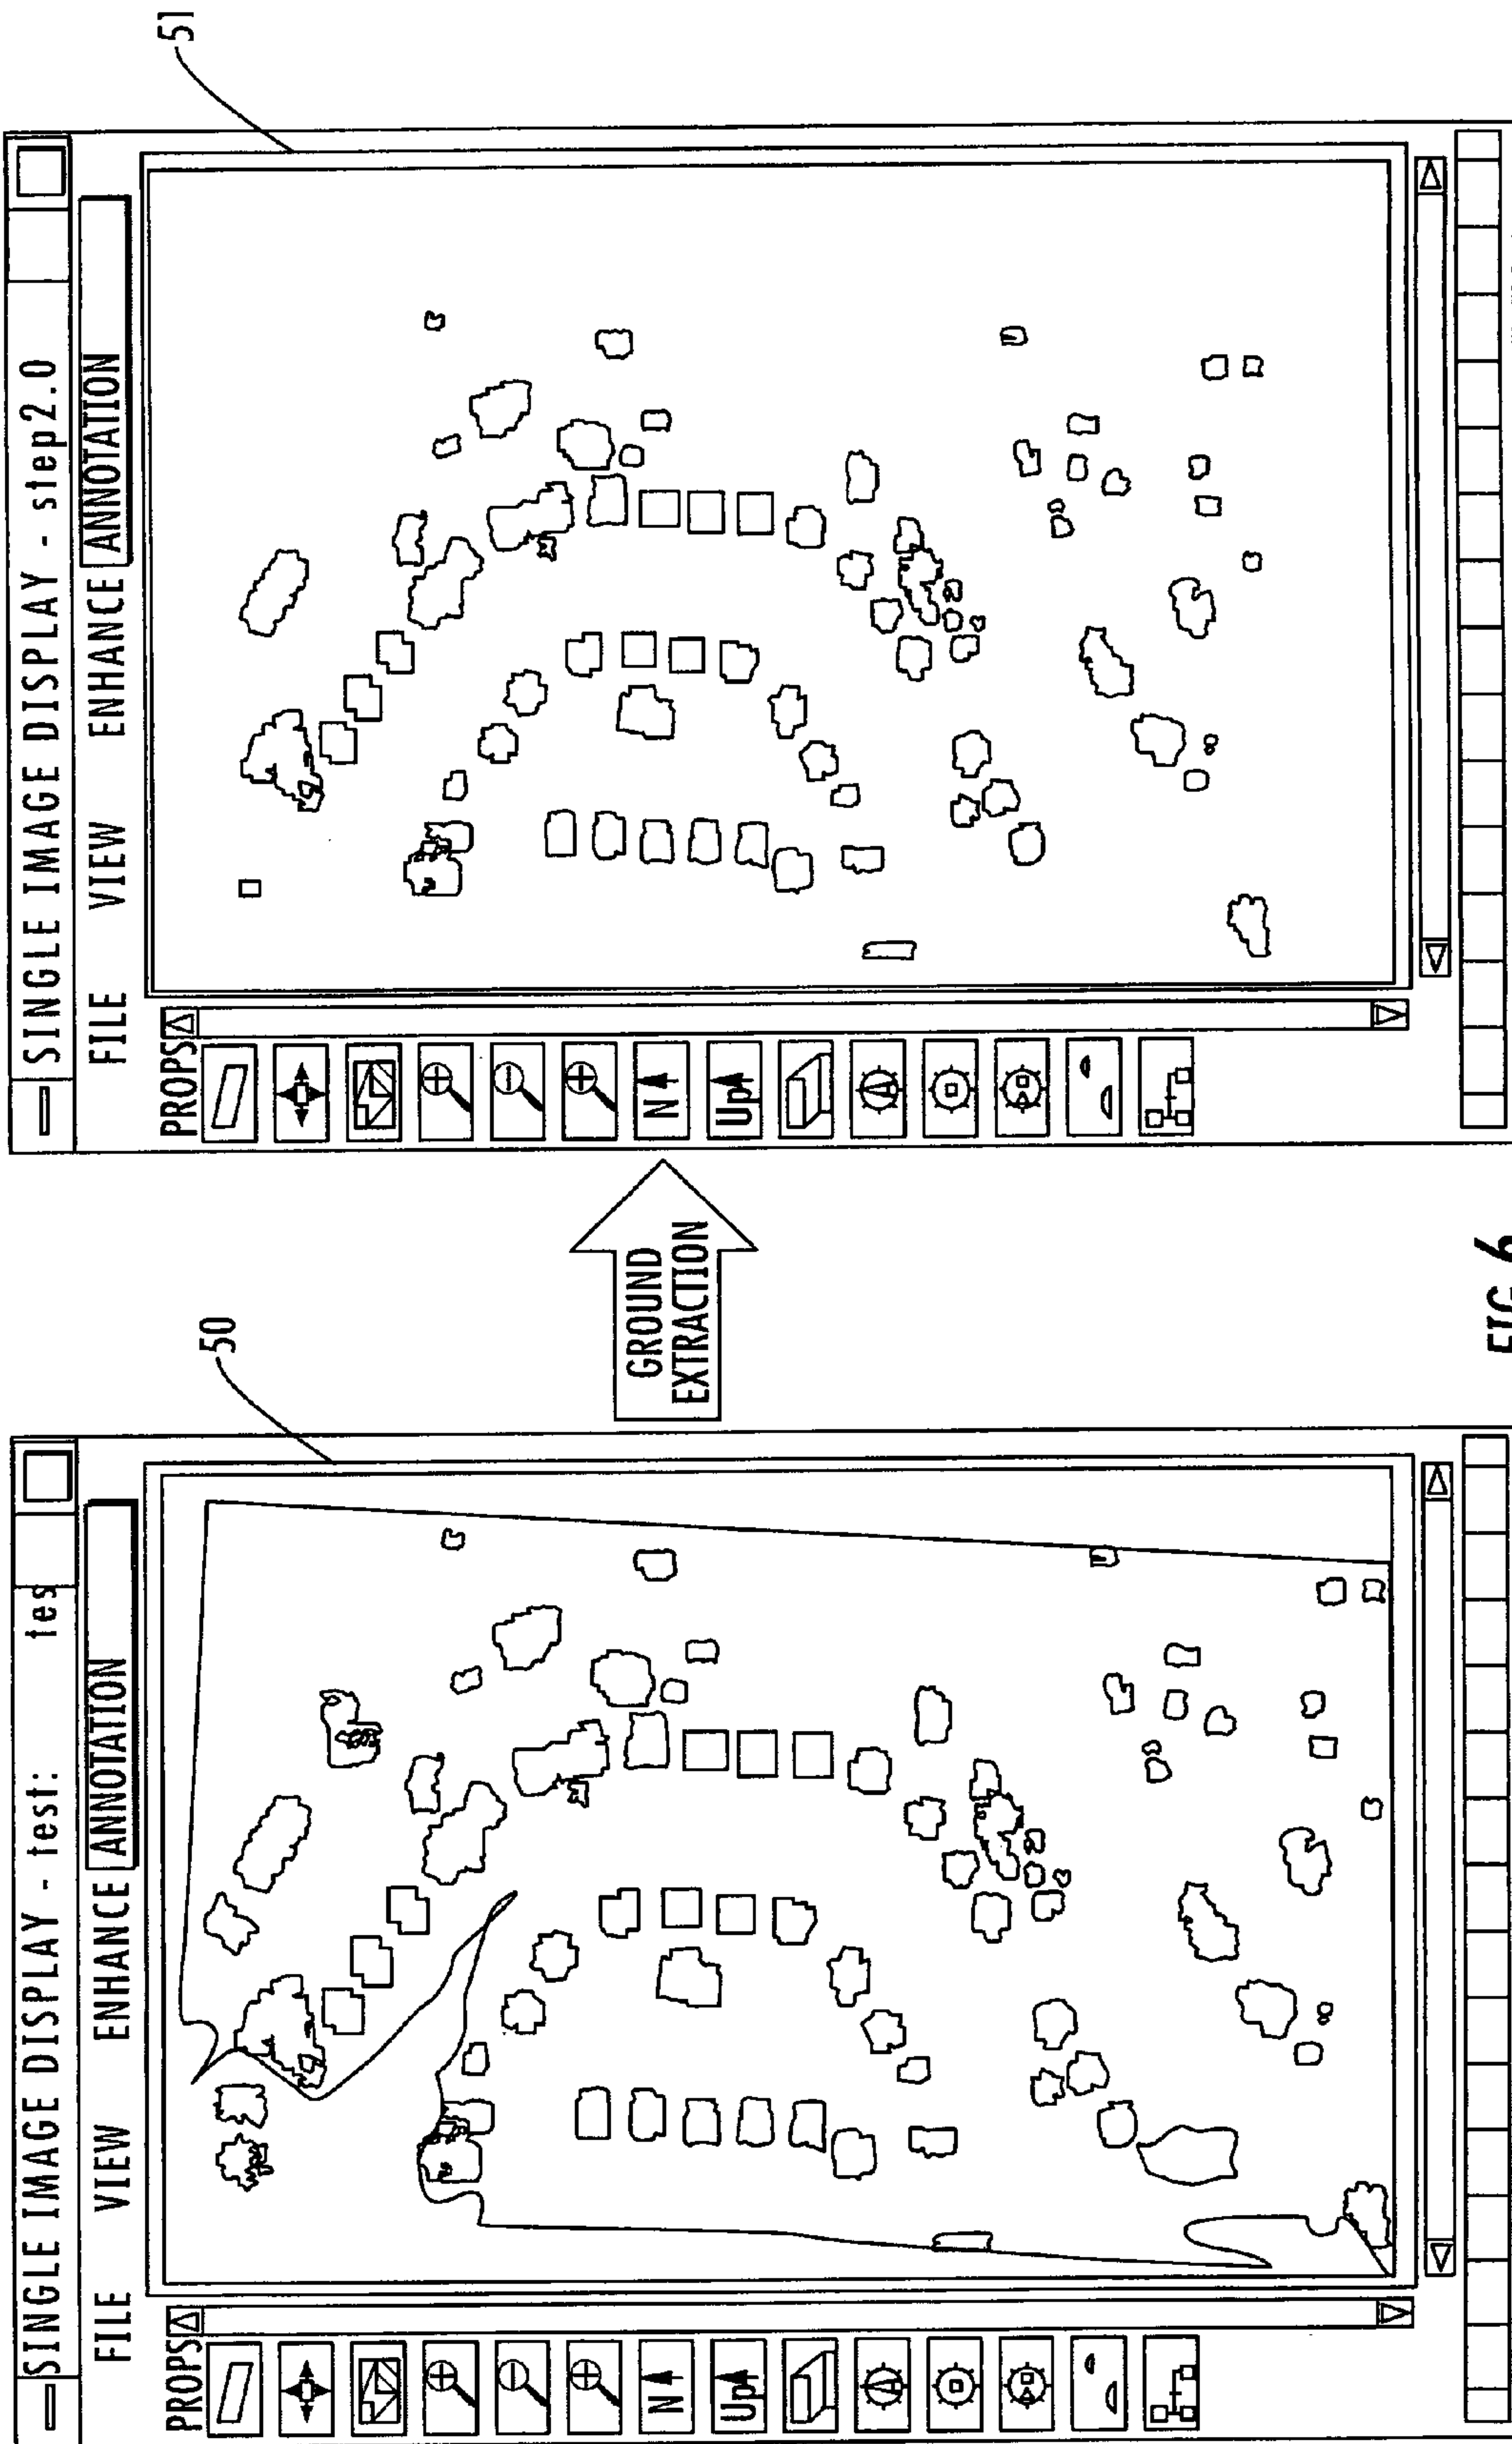 SINGLE IMAGE DISPLAY - test: tes
FILE VIEW ENHANCE ANNOTATION
PROPS
N
Up
50
GROUND
EXTRACTION
SINGLE IMAGE DISPLAY - step2.0
FILE VIEW ENHANCE ANNOTATION
PROPS
N
Up
51
FIG. 6